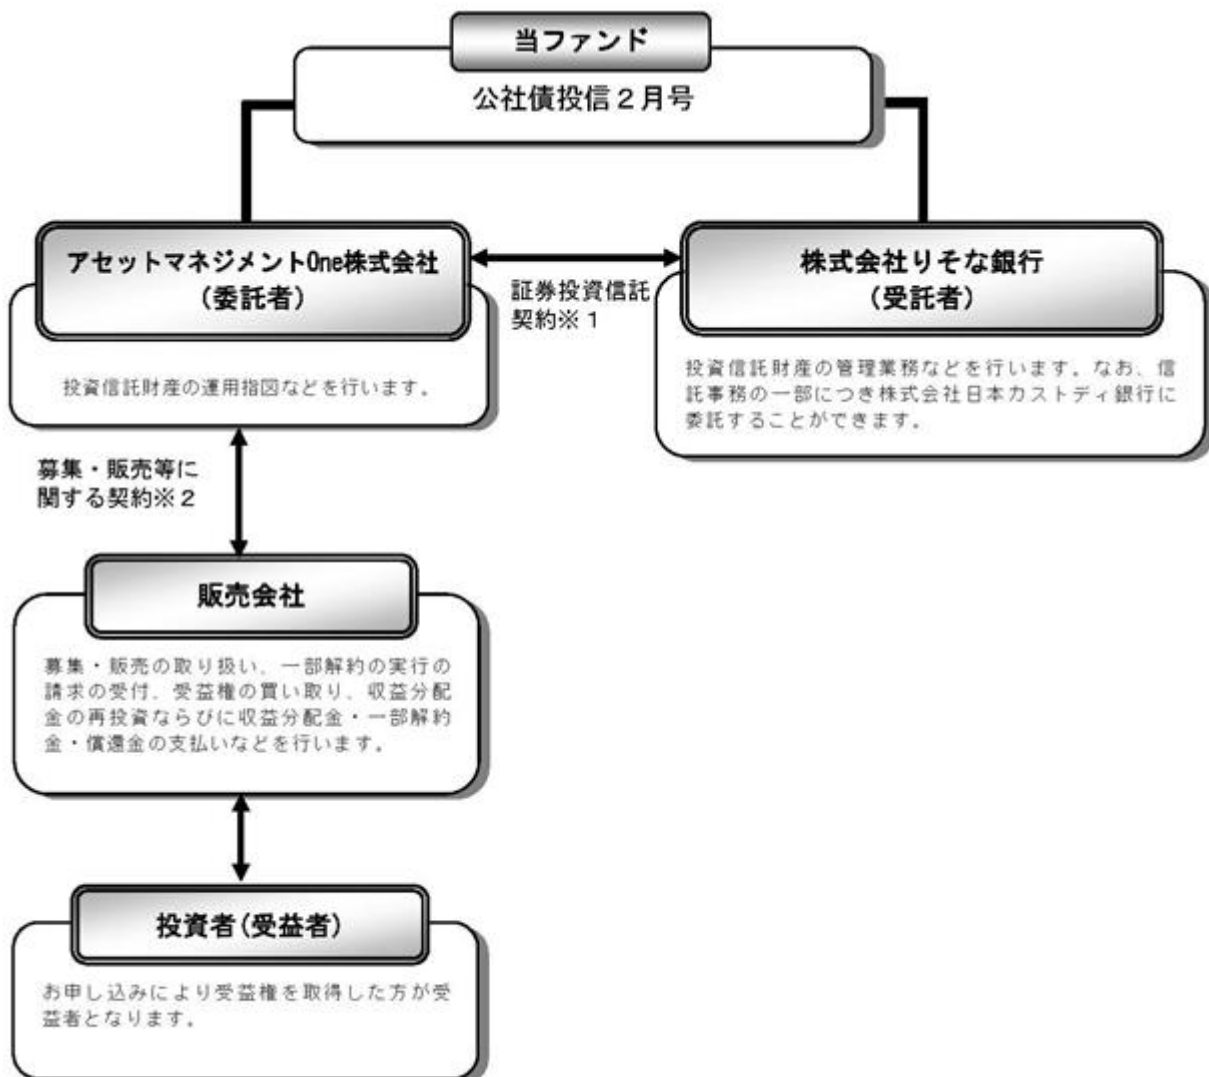 当ファンド
公社債投信２月号
アセットマネジメントOne株式会社
（委託者）
投資信託財産の運用指図などを行います。
証券投資信託
契約※１
株式会社りそな銀行
（受託者）
投資信託財産の管理業務などを行います。なお、信
託事務の一部につき株式会社日本カストディ銀行に
委託することができます。
募集・販売等に
関する契約※２
販売会社
募集・販売の取り扱い、一部解約の実行の
請求の受付、受益権の買い取り、収益分配
金の再投資ならびに収益分配金・一部解約
金・償還金の支払いなどを行います。
投資者(受益者)
お申し込みにより受益権を取得した方が受
益者となります。